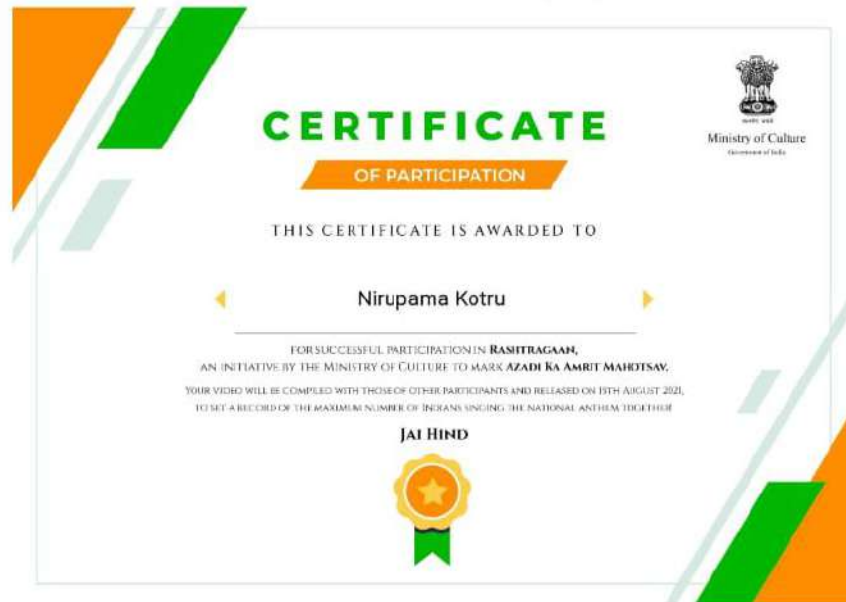 CERTIFICATE
OF PARTICIPATION
Ministry of Culture
Government of India
THIS CERTIFICATE IS AWARDED TO
Nirupama Kotru
FOR SUCCESSFUL PARTICIPATION IN RASHTRAGAAN,
AN INITIATIVE BY THE MINISTRY OF CULTURE TO MARK AZADI KA AMRIT MAHOTSAV.
YOUR VIDEO WILL BE COMPILED WITH THOSE OF OTHER PARTICIPANTS AND RELEASED ON 15TH AUGUST 2021,
TO SET A RECORD OF THE MAXIMUM NUMBER OF INDIANS SINGING THE NATIONAL ANTHEM TOGETHER!
JAI HIND